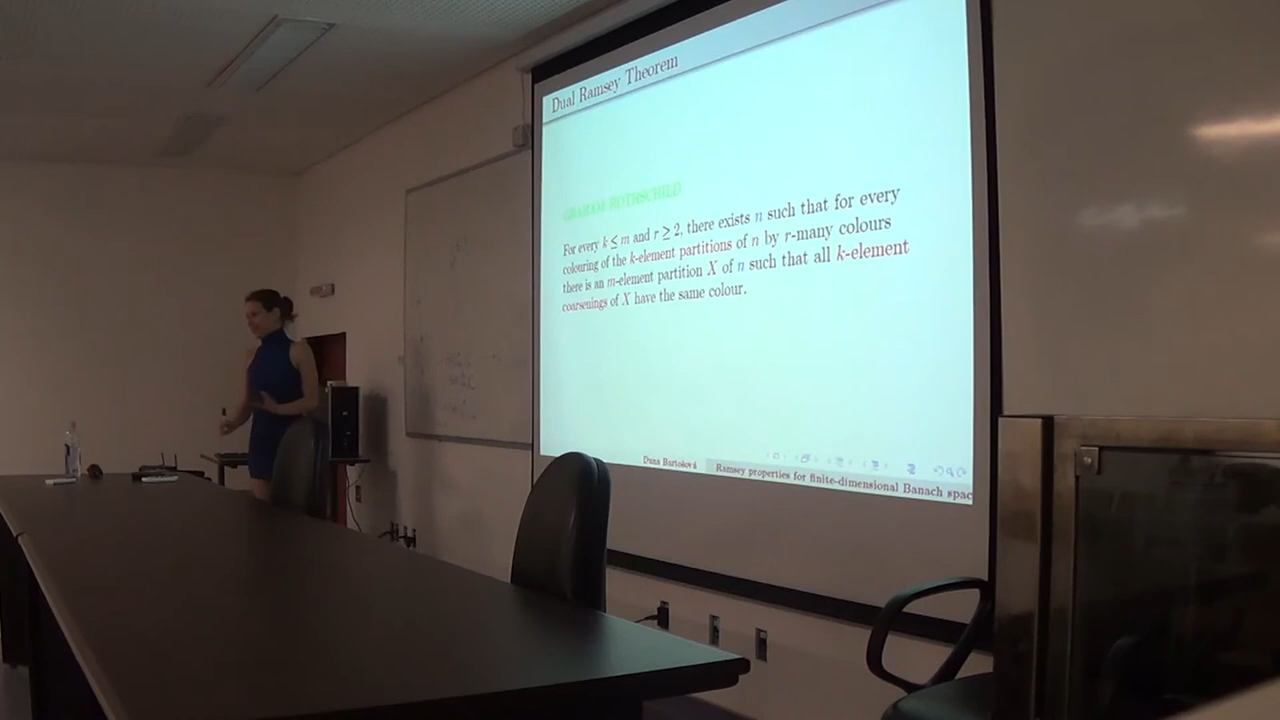 Dual Ramsey Theorem
GRAHAM-ROTHSCHILD
For every k ≤ m and r ≥ 2, there exists n such that for every
colouring of the k-element partitions of n by r-many colours
there is an m-element partition X of n such that all k-element
coarsenings of X have the same colour.
Dana Bartošová
Ramsey properties for finite-dimensional Banach spac